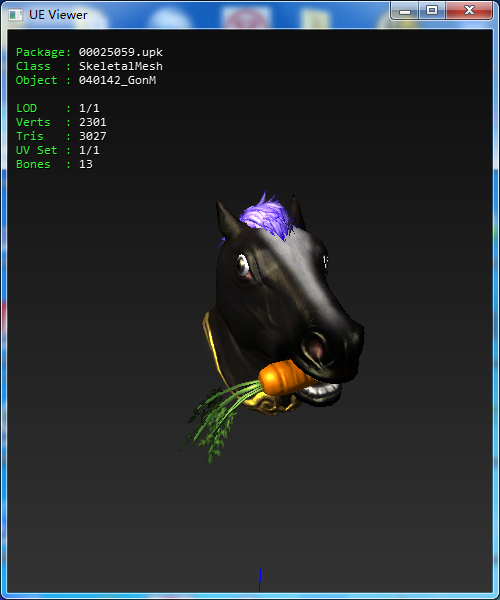 UE Viewer
Package: 00025059.upk
Class : SkeletalMesh
Object : 040142_GonM
LOD : 1/1
Verts : 2301
Tris : 3027
UV Set : 1/1
Bones : 13